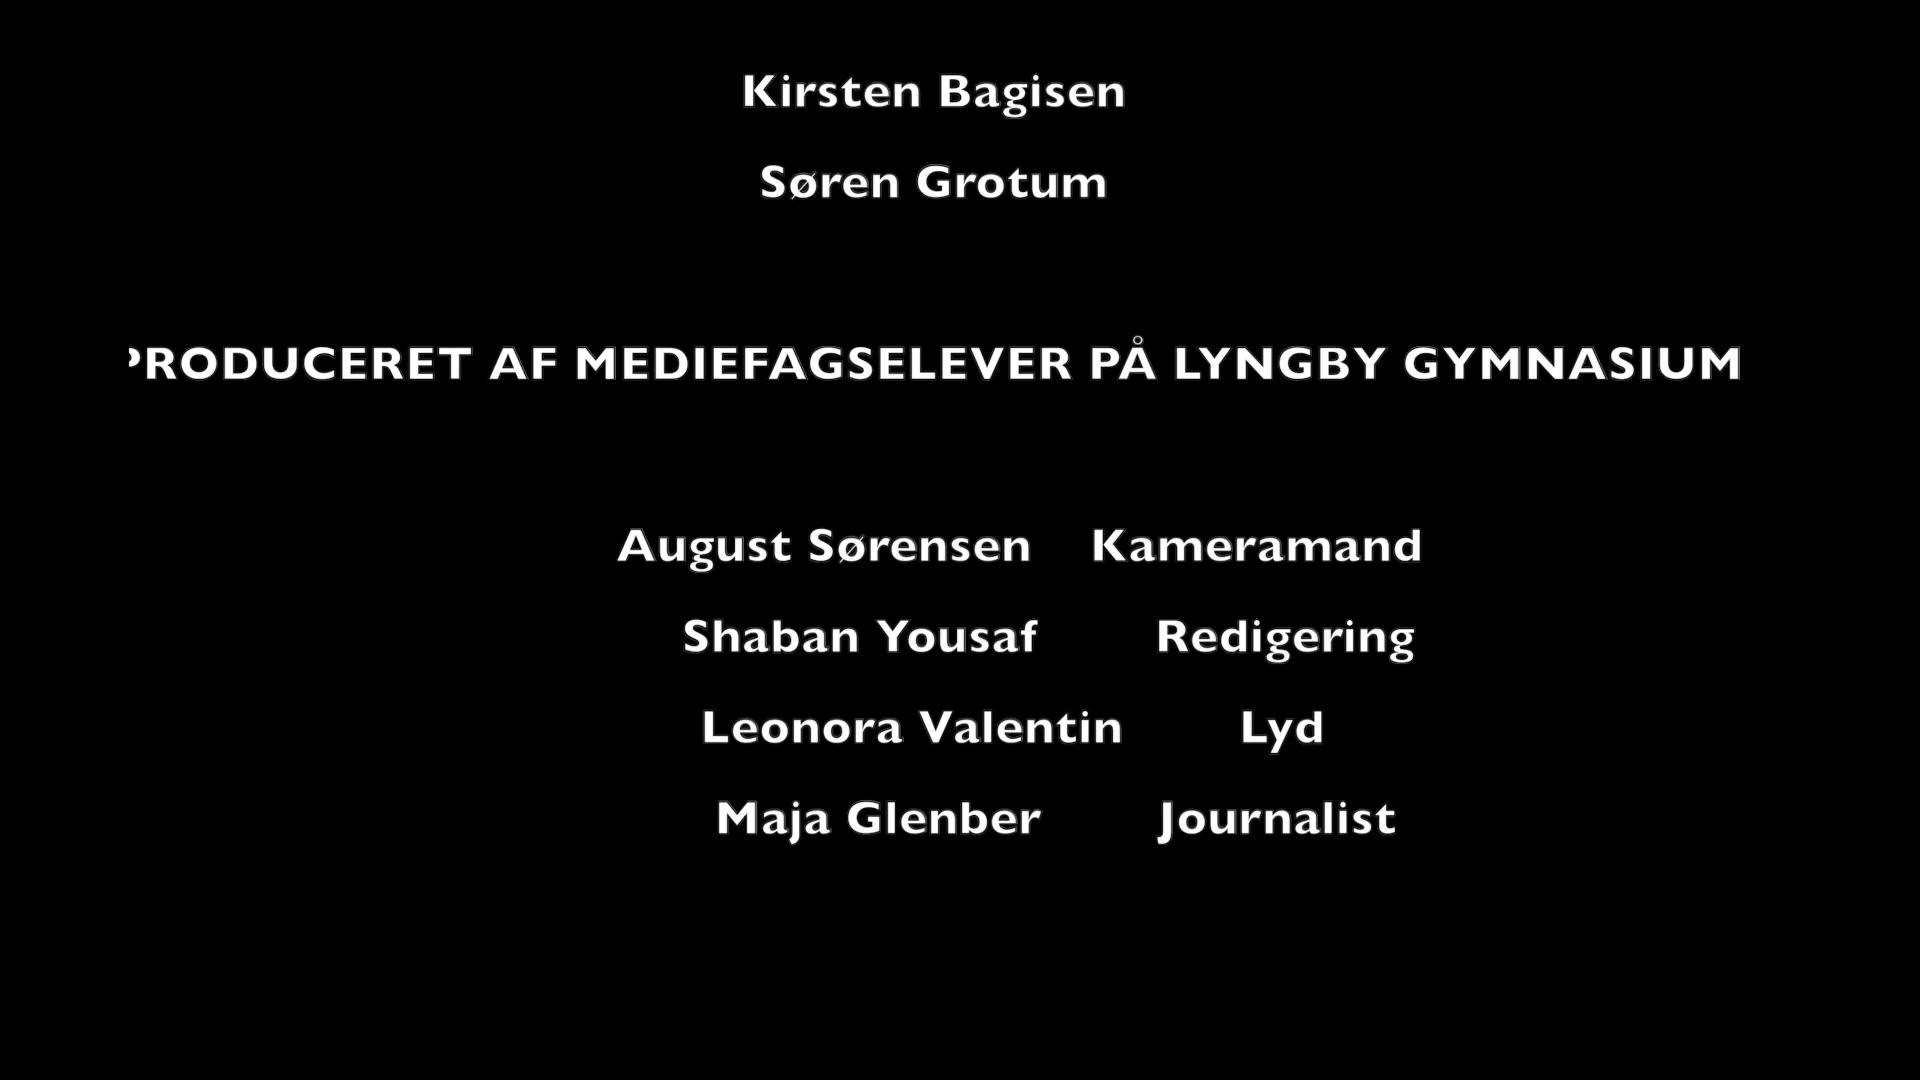 Kirsten Bagisen
Søren Grotum
PRODUCERET AF MEDIEFAGSELEVER PÅ LYNGBY GYMNASIUM
August Sørensen Kameramand
Shaban Yousaf Redigering
Leonora Valentin Lyd
Maja Glenber Journalist